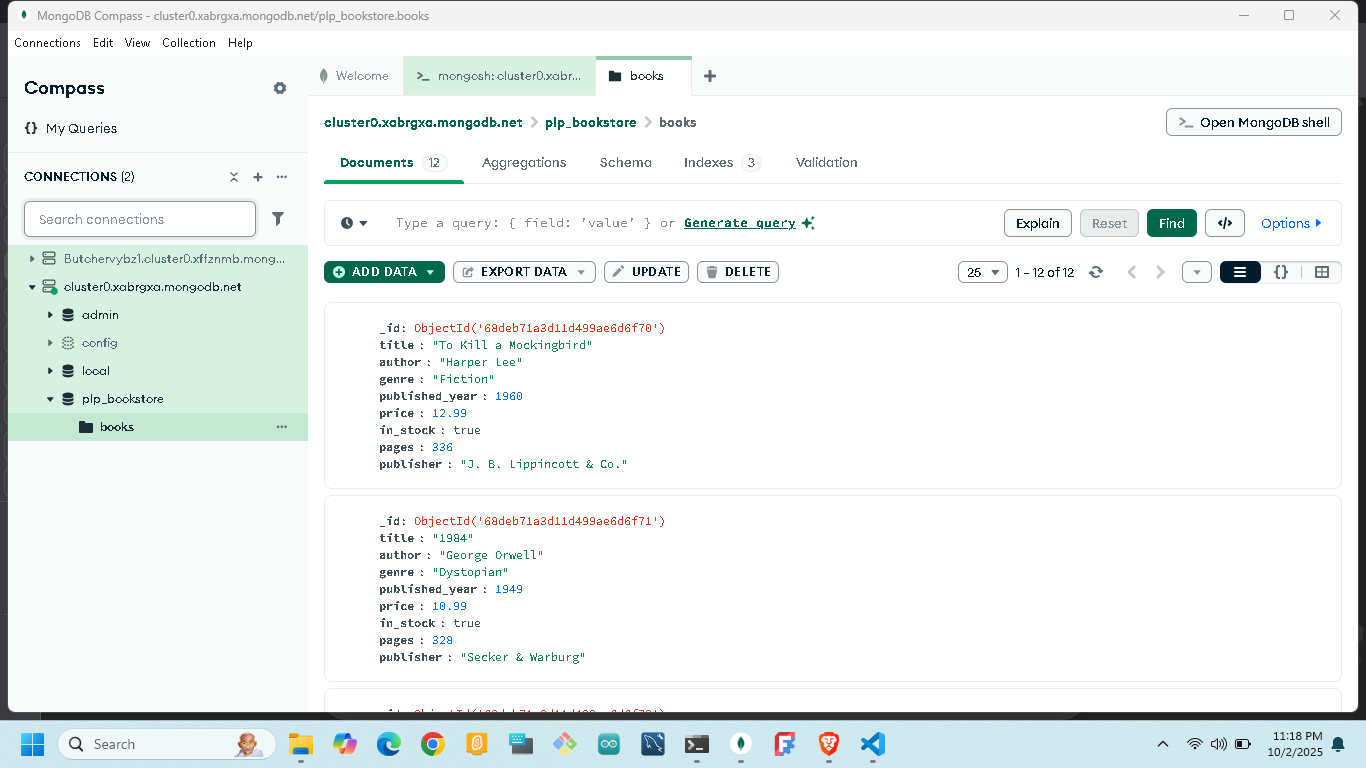 MongoDB Compass - cluster0.xabrgxa.mongodb.net/plp_bookstore.books
Connections Edit View Collection Help
Compass
My Queries
CONNECTIONS (2)
Search connections
Butchervybz1.cluster0.xffznmb.mong...
cluster0.xabrgxa.mongodb.net
admin
config
local
plp_bookstore
books
Welcome
mongosh: cluster0.xabr...
books
cluster0.xabrgxa.mongodb.net > plp_bookstore > books
Open MongoDB shell
Documents 12 Aggregations Schema Indexes 3 Validation
Type a query: { field: 'value' } or Generate query
Explain Reset Find </> Options
ADD DATA EXPORT DATA UPDATE DELETE
25 1 – 12 of 12
_id: ObjectId('68deb71a3d11d499ae6d6f70')
title : "To Kill a Mockingbird"
author : "Harper Lee"
genre : "Fiction"
published_year : 1960
price : 12.99
in_stock : true
pages : 336
publisher : "J. B. Lippincott & Co."
_id: ObjectId('68deb71a3d11d499ae6d6f71')
title : "1984"
author : "George Orwell"
genre : "Dystopian"
published_year : 1949
price : 10.99
in_stock : true
pages : 328
publisher : "Secker & Warburg"
Search
11:18 PM
10/2/2025